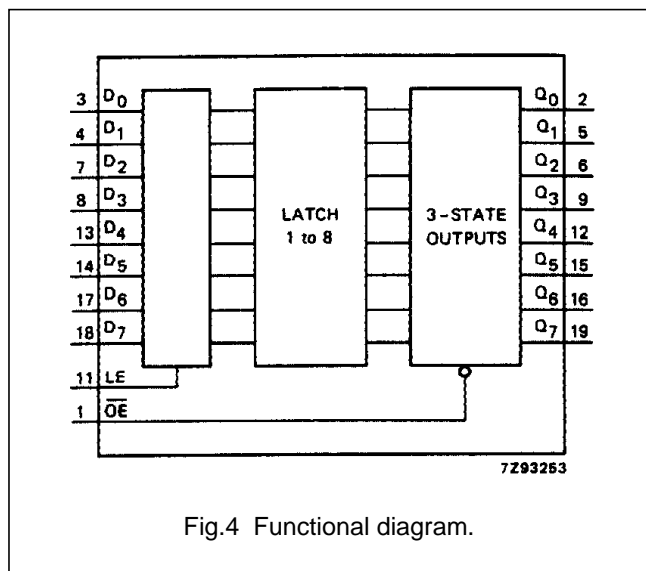 3 D0 Q0 2
4 D1 Q1 5
7 D2 Q2 6
8 D3 Q3 9
13 D4 Q4 12
14 D5 Q5 15
17 D6 Q6 16
18 D7 Q7 19
LATCH
1 to 8
3-STATE
OUTPUTS
11 LE
1 O̅E̅
7Z93253
Fig.4 Functional diagram.